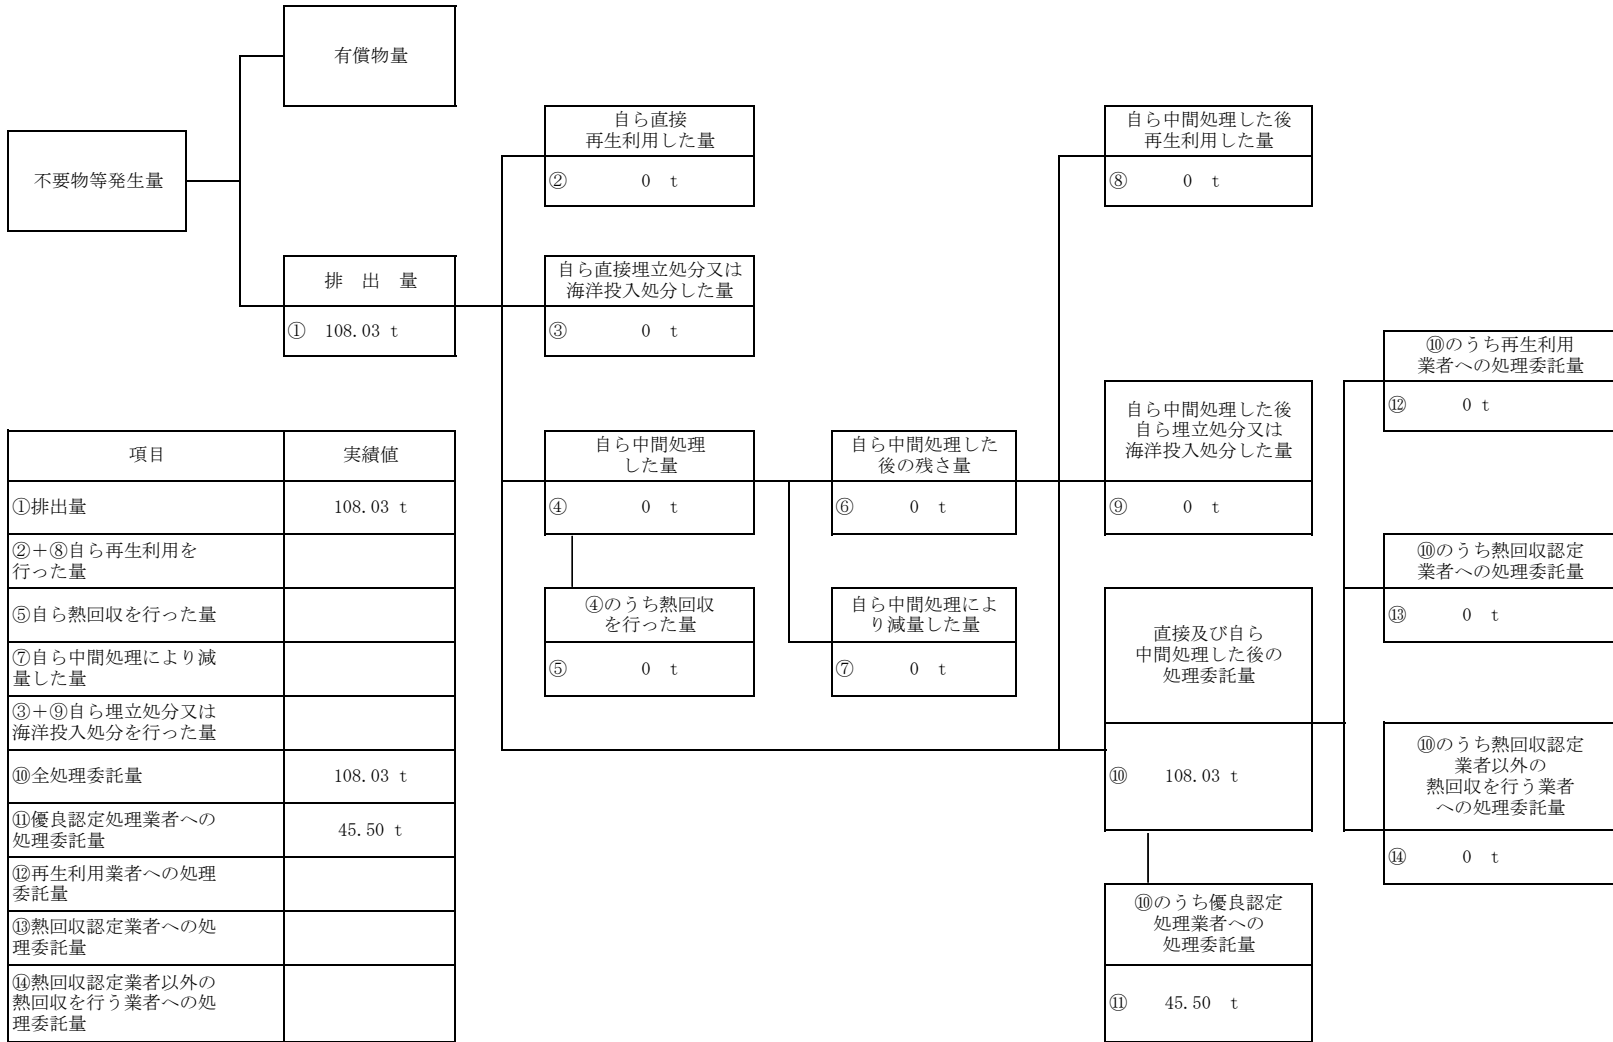 有償物量
不要物等発生量
排 出 量
① 108.03 t
自ら直接
再生利用した量
② 0 t
自ら直接埋立処分又は
海洋投入処分した量
③ 0 t
自ら中間処理
した量
④ 0 t
④のうち熱回収
を行った量
⑤ 0 t
自ら中間処理した
後の残さ量
⑥ 0 t
自ら中間処理によ
り減量した量
⑦ 0 t
自ら中間処理した後
再生利用した量
⑧ 0 t
自ら中間処理した後
自ら埋立処分又は
海洋投入処分した量
⑨ 0 t
直接及び自ら
中間処理した後の
処理委託量
⑩ 108.03 t
⑩のうち優良認定
処理業者への
処理委託量
⑪ 45.50 t
⑩のうち再生利用
業者への処理委託量
⑫ 0 t
⑩のうち熱回収認定
業者への処理委託量
⑬ 0 t
⑩のうち熱回収認定
業者以外の
熱回収を行う業者
への処理委託量
⑭ 0 t
項目 実績値
①排出量 108.03 t
②+⑧自ら再生利用を
行った量
⑤自ら熱回収を行った量
⑦自ら中間処理により減
量した量
③+⑨自ら埋立処分又は
海洋投入処分を行った量
⑩全処理委託量 108.03 t
⑪優良認定処理業者への
処理委託量 45.50 t
⑫再生利用業者への処理
委託量
⑬熱回収認定業者への処
理委託量
⑭熱回収認定業者以外の
熱回収を行う業者への処
理委託量